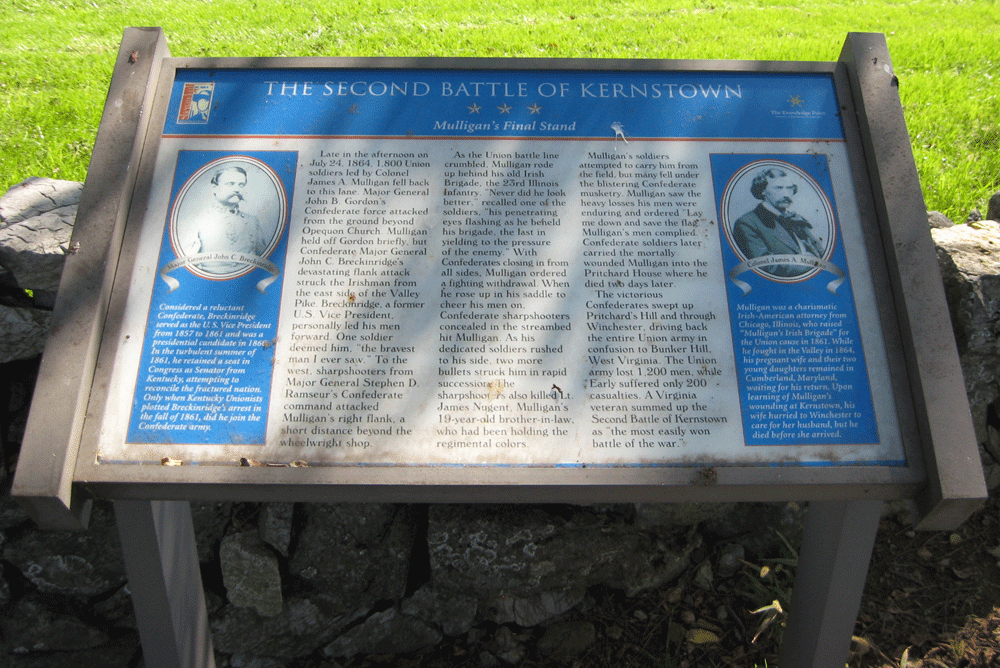 THE SECOND BATTLE OF KERNSTOWN
Mulligan's Final Stand
Major General John C. Breckinridge
Considered a reluctant
Confederate, Breckinridge
served as the U. S. Vice President
from 1857 to 1861 and was a
presidential candidate in 1860.
In the turbulent summer of
1861, he retained a seat in
Congress as Senator from
Kentucky, attempting to
reconcile the fractured nation.
Only when Kentucky Unionists
plotted Breckinridge's arrest in
the fall of 1861, did he join the
Confederate army.
Late in the afternoon on
July 24, 1864, 1,800 Union
soldiers led by Colonel
James A. Mulligan fell back
to this lane. Major General
John B. Gordon's
Confederate force attacked
from the ground beyond
Opequon Church. Mulligan
held off Gordon briefly, but
Confederate Major General
John C. Breckinridge's
devastating flank attack
struck the Irishman from
the east side of the Valley
Pike. Breckinridge, a former
U.S. Vice President,
personally led his men
forward. One soldier
deemed him, "the bravest
man I ever saw." To the
west, sharpshooters from
Major General Stephen D.
Ramseur's Confederate
command attacked
Mulligan's right flank, a
short distance beyond the
wheelwright shop.
As the Union battle line
crumbled, Mulligan rode
up behind his old Irish
Brigade, the 23rd Illinois
Infantry. "Never did he look
better," recalled one of the
soldiers, "his penetrating
eyes flashing as he beheld
his brigade, the last in
yielding to the pressure
of the enemy." With
Confederates closing in from
all sides, Mulligan ordered
a fighting withdrawal. When
he rose up in his saddle to
cheer his men on,
Confederate sharpshooters
concealed in the streambed
hit Mulligan. As his
dedicated soldiers rushed
to his side, two more
bullets struck him in rapid
succession. The
sharpshooters also killed Lt.
James Nugent, Mulligan's
19-year-old brother-in-law,
who had been holding the
regimental colors.
Mulligan's soldiers
attempted to carry him from
the field, but many fell under
the blistering Confederate
musketry. Mulligan saw the
heavy losses his men were
enduring and ordered "Lay
me down and save the flag."
Mulligan's men complied.
Confederate soldiers later
carried the mortally
wounded Mulligan into the
Pritchard House where he
died two days later.
The victorious
Confederates swept up
Pritchard's Hill and through
Winchester, driving back
the entire Union army in
confusion to Bunker Hill,
West Virginia. The Union
army lost 1,200 men, while
Early suffered only 200
casualties. A Virginia
veteran summed up the
Second Battle of Kernstown
as "the most easily won
battle of the war."
Colonel James A. Mulligan
Mulligan was a charismatic
Irish-American attorney from
Chicago, Illinois, who raised
"Mulligan's Irish Brigade" for
the Union cause in 1861. While
he fought in the Valley in 1864,
his pregnant wife and their two
young daughters remained in
Cumberland, Maryland,
waiting for his return. Upon
learning of Mulligan's
wounding at Kernstown, his
wife hurried to Winchester to
care for her husband, but he
died before she arrived.